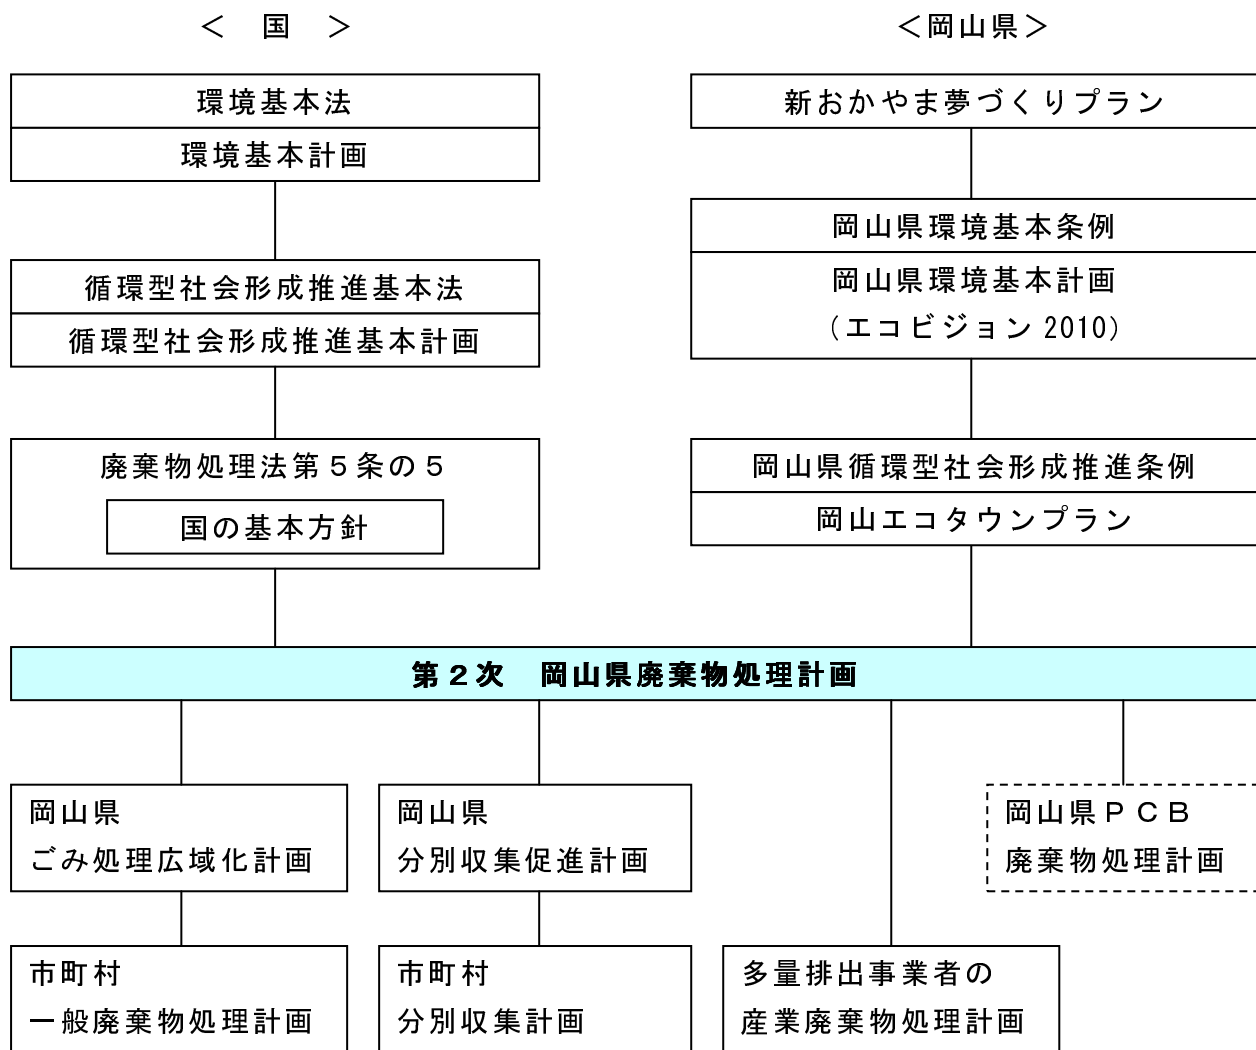 ＜　国　＞
＜岡山県＞
環境基本法
環境基本計画
循環型社会形成推進基本法
循環型社会形成推進基本計画
廃棄物処理法第５条の５
国の基本方針
新おかやま夢づくりプラン
岡山県環境基本条例
岡山県環境基本計画
（エコビジョン 2010）
岡山県循環型社会形成推進条例
岡山エコタウンプラン
第２次　岡山県廃棄物処理計画
岡山県
ごみ処理広域化計画
岡山県
分別収集促進計画
岡山県ＰＣＢ
廃棄物処理計画
市町村
一般廃棄物処理計画
市町村
分別収集計画
多量排出事業者の
産業廃棄物処理計画